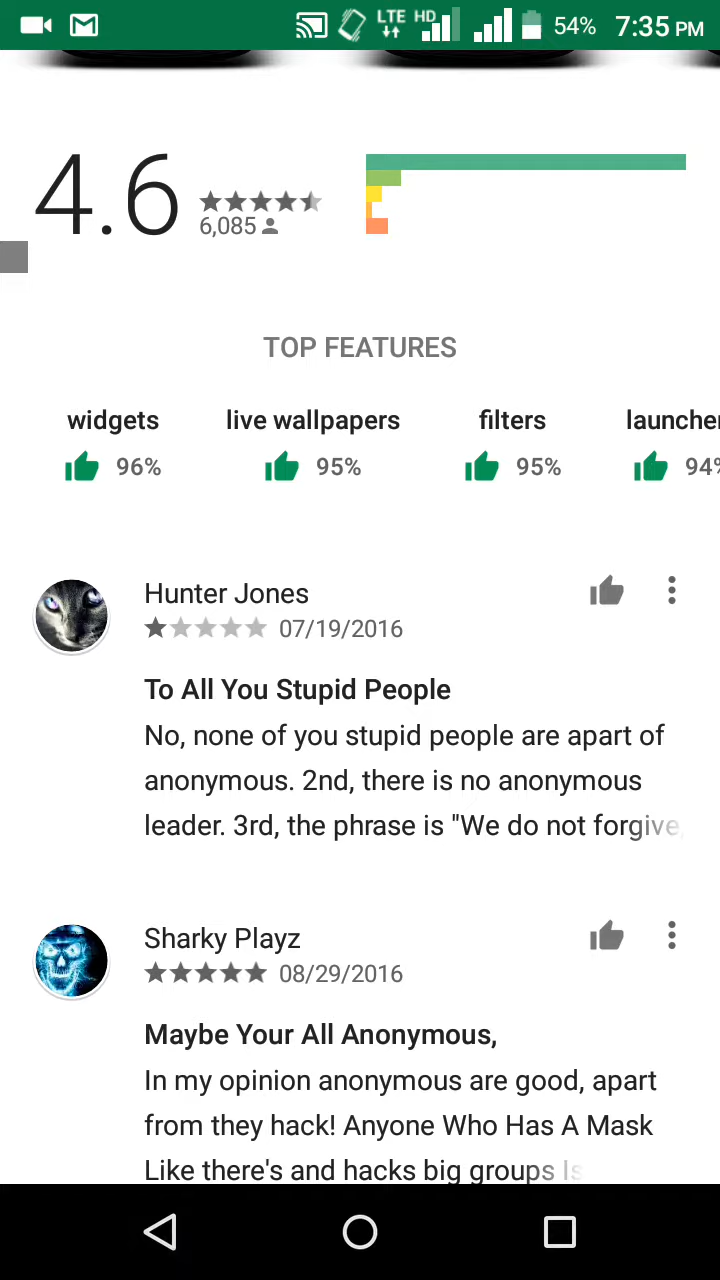 LTE HD 54% 7:35 PM
4.6
6,085
TOP FEATURES
widgets live wallpapers filters launcher
96% 95% 95% 94%
Hunter Jones
07/19/2016
To All You Stupid People
No, none of you stupid people are apart of
anonymous. 2nd, there is no anonymous
leader. 3rd, the phrase is "We do not forgive,
Sharky Playz
08/29/2016
Maybe Your All Anonymous,
In my opinion anonymous are good, apart
from they hack! Anyone Who Has A Mask
Like there's and hacks big groups Is